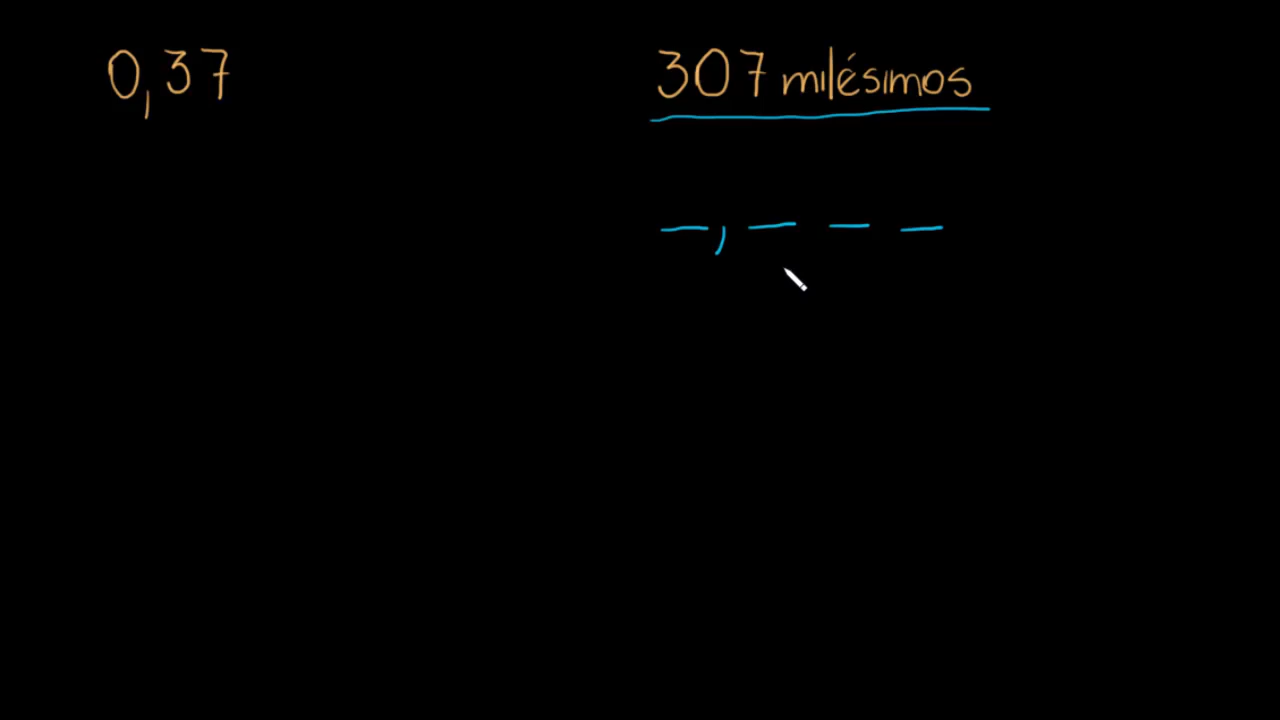 0,37
307 milésimos
_,_ _ _